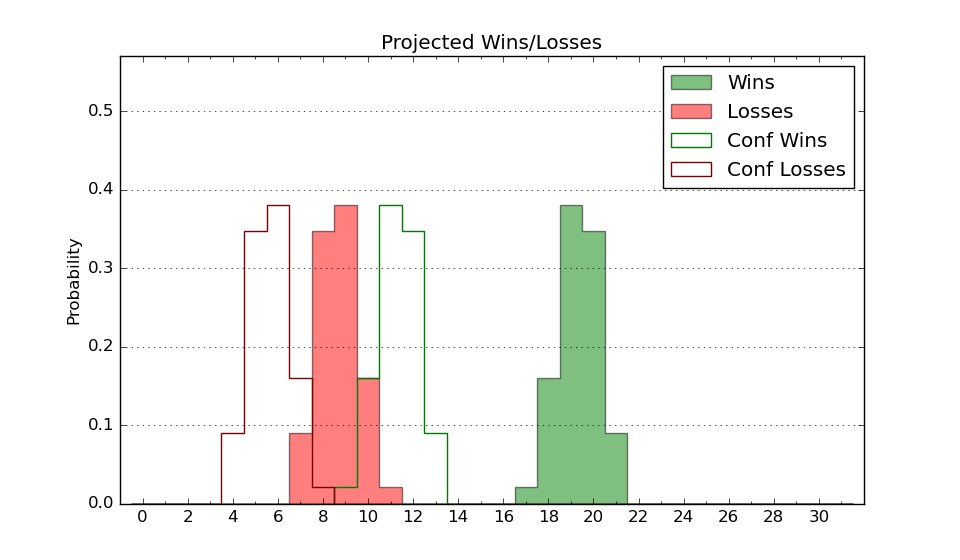 Projected Wins/Losses
Wins
Losses
Conf Wins
Conf Losses
Probability
0.5
0.4
0.3
0.2
0.1
0.0
0 2 4 6 8 10 12 14 16 18 20 22 24 26 28 30